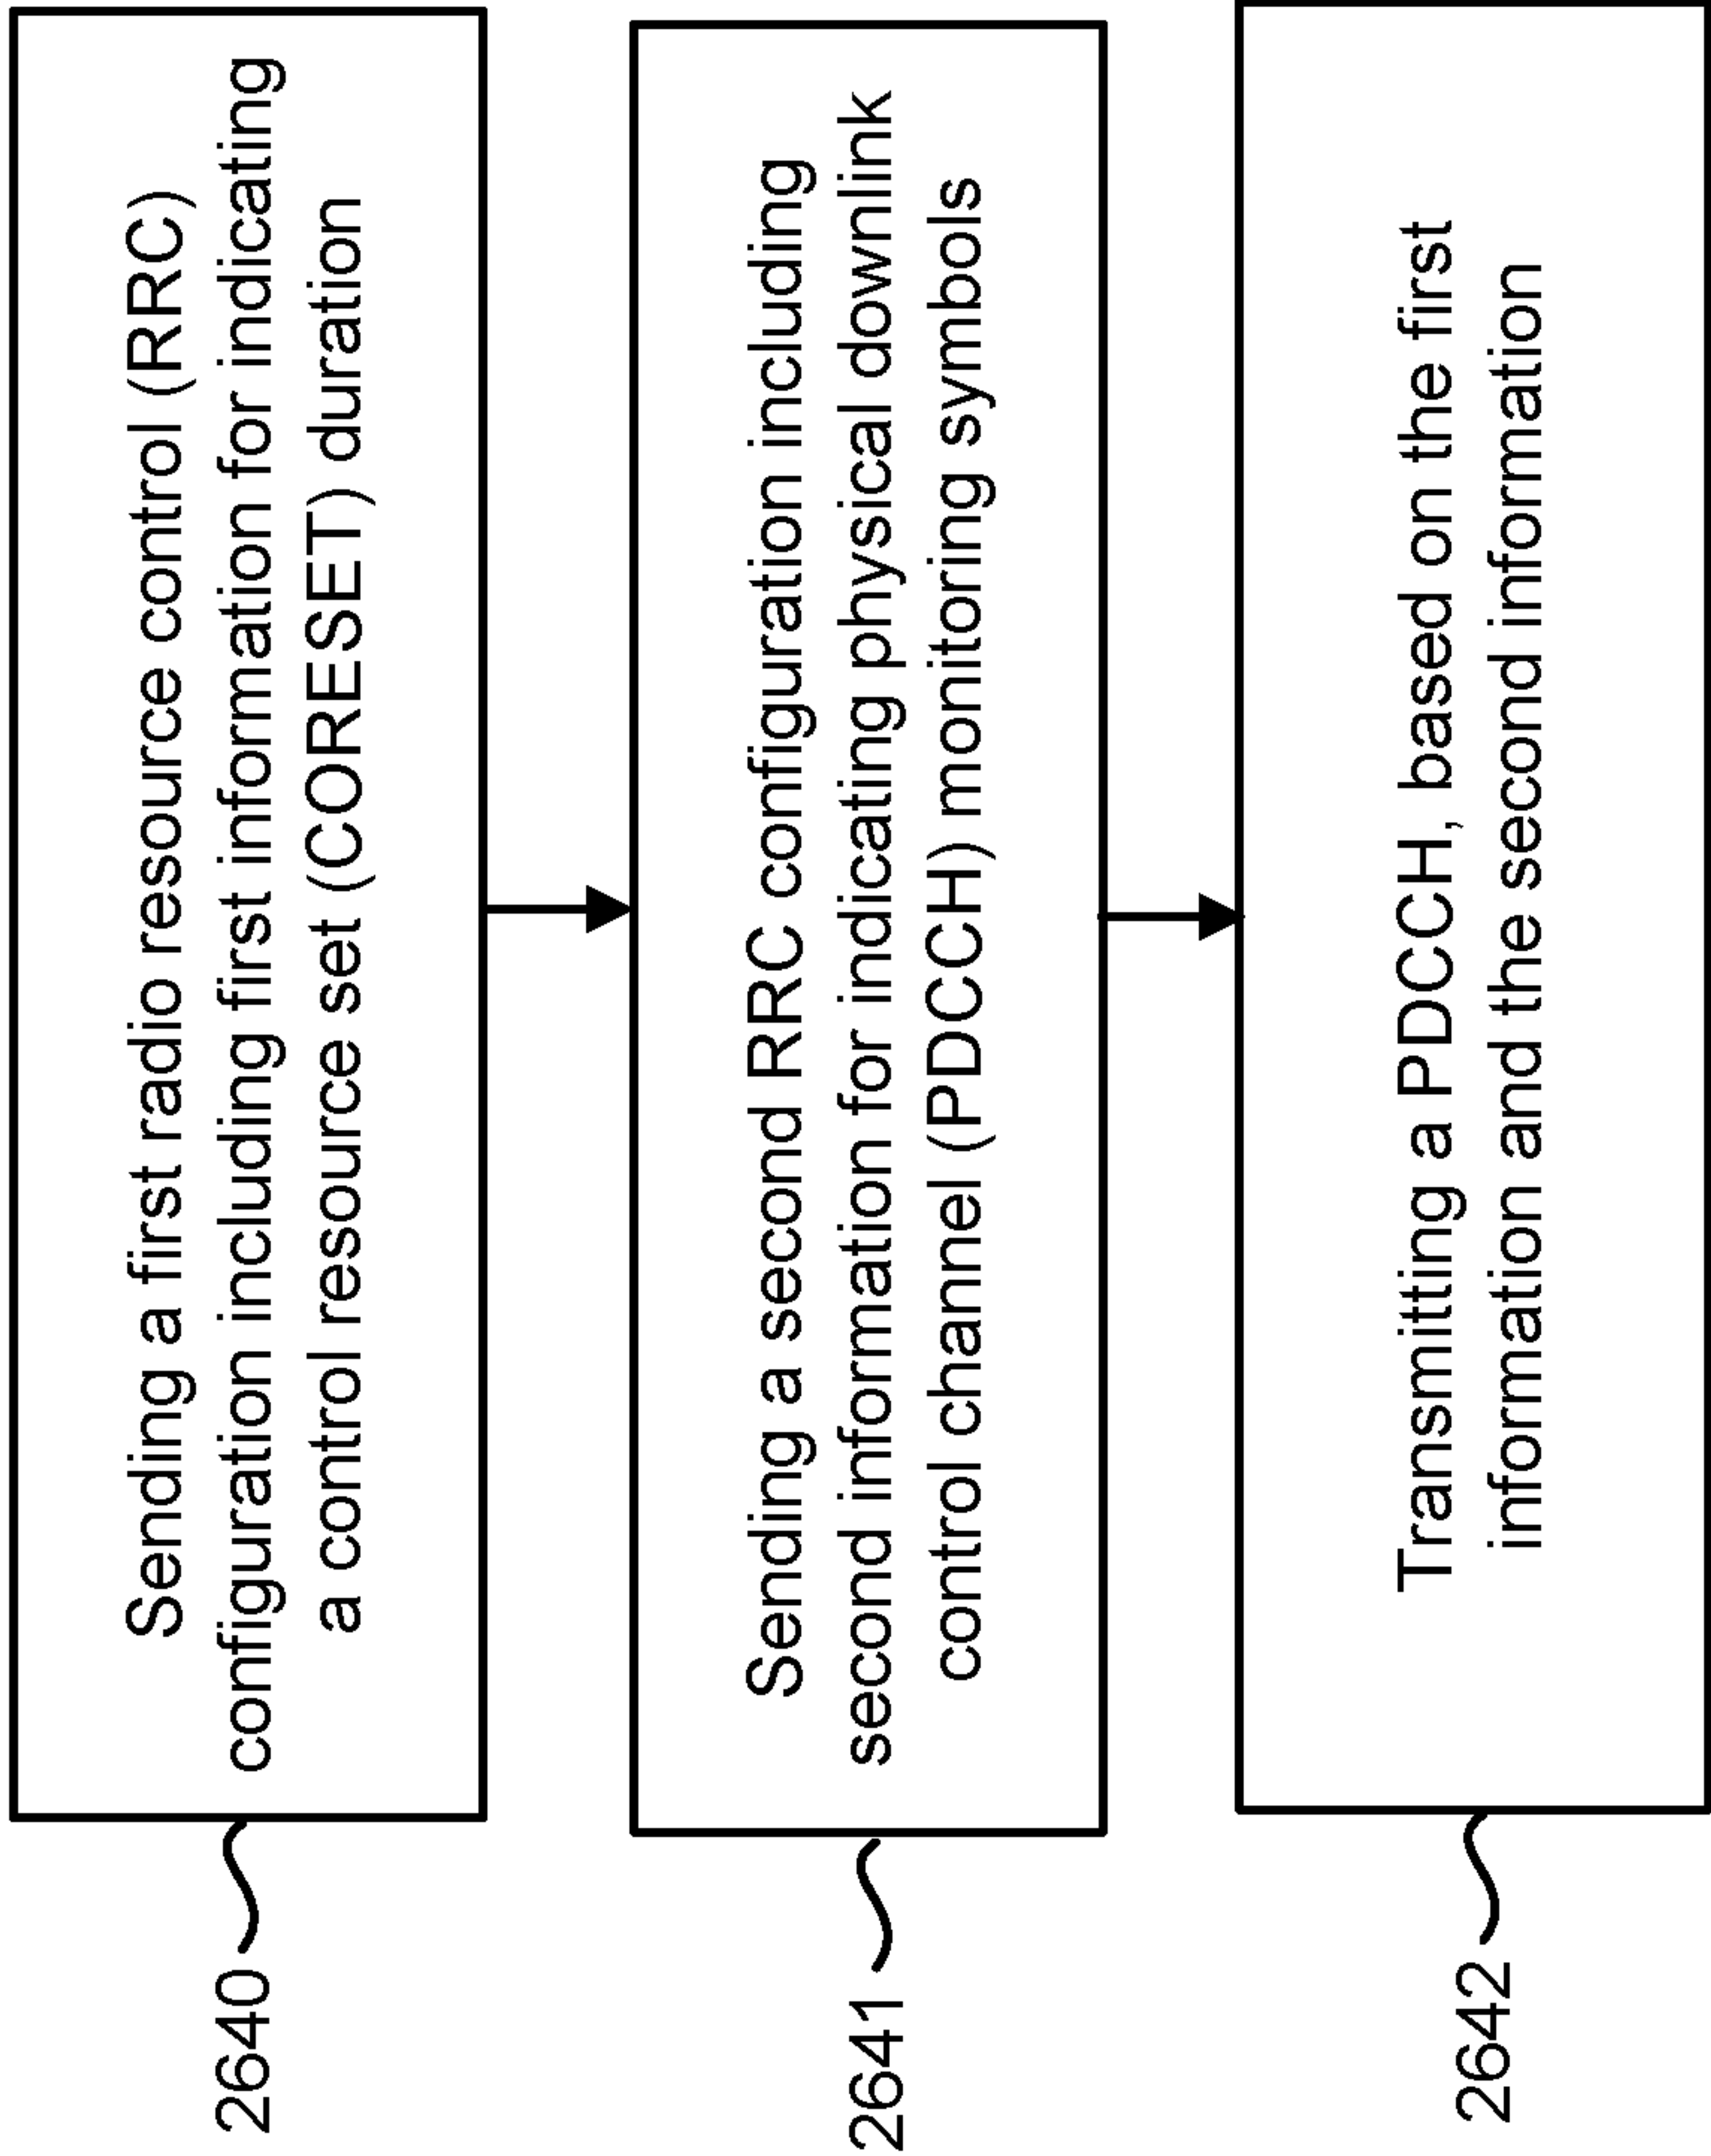 2640
Sending a first radio resource control (RRC)
configuration including first information for indicating
a control resource set (CORESET) duration
2641
Sending a second RRC configuration including
second information for indicating physical downlink
control channel (PDCCH) monitoring symbols
2642
Transmitting a PDCCH, based on the first
information and the second information